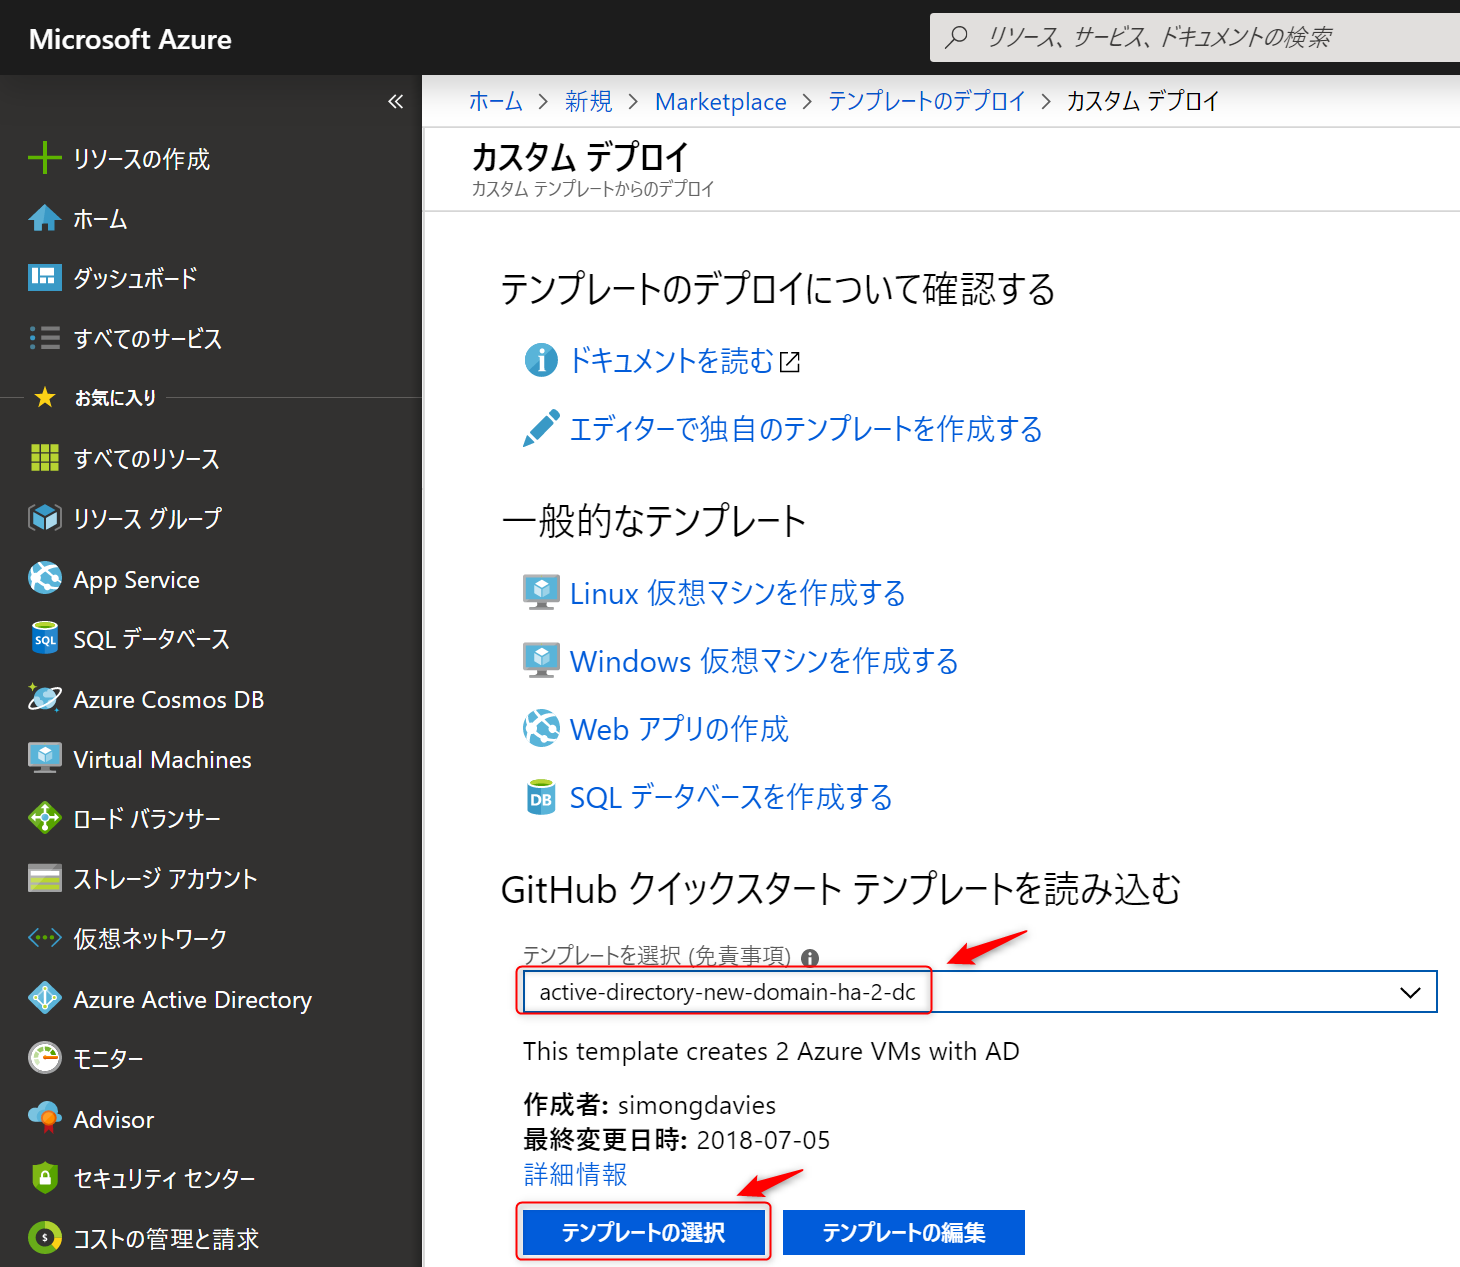 Microsoft Azure
リソース、サービス、ドキュメントの検索
«
リソースの作成
ホーム
ダッシュボード
すべてのサービス
お気に入り
すべてのリソース
リソース グループ
App Service
SQL
SQL データベース
Azure Cosmos DB
Virtual Machines
ロード バランサー
ストレージ アカウント
仮想ネットワーク
Azure Active Directory
モニター
Advisor
セキュリティ センター
コストの管理と請求
ホーム > 新規 > Marketplace > テンプレートのデプロイ > カスタム デプロイ
カスタム デプロイ
カスタム テンプレートからのデプロイ
テンプレートのデプロイについて確認する
ドキュメントを読む
エディターで独自のテンプレートを作成する
一般的なテンプレート
Linux 仮想マシンを作成する
Windows 仮想マシンを作成する
Web アプリの作成
DB
SQL データベースを作成する
GitHub クイックスタート テンプレートを読み込む
テンプレートを選択 (免責事項)
active-directory-new-domain-ha-2-dc
This template creates 2 Azure VMs with AD
作成者: simongdavies
最終変更日時: 2018-07-05
詳細情報
テンプレートの選択
テンプレートの編集